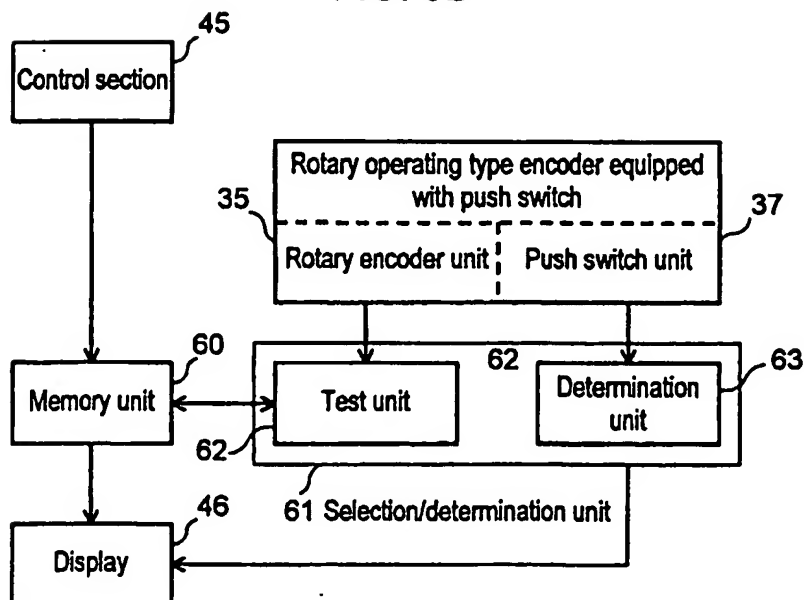 45
Control section
Rotary operating type encoder equipped
with push switch
35
37
Rotary encoder unit
Push switch unit
60
62
63
Memory unit
Test unit
Determination
unit
62
61 Selection/determination unit
46
Display